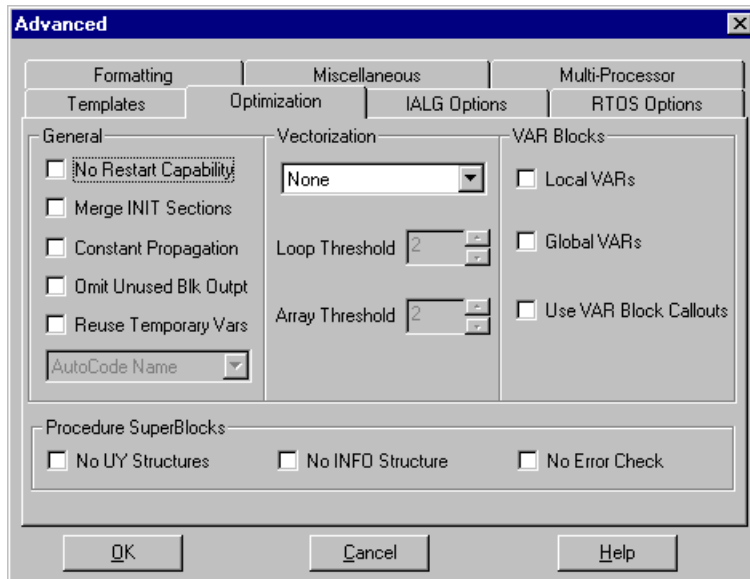 Advanced
Formatting
Miscellaneous
Multi-Processor
Templates
Optimization
IALG Options
RTOS Options
General
No Restart Capability
Merge INIT Sections
Constant Propagation
Omit Unused Blk Outpt
Reuse Temporary Vars
AutoCode Name
Vectorization
None
Loop Threshold 2
Array Threshold 2
VAR Blocks
Local VARs
Global VARs
Use VAR Block Callouts
Procedure SuperBlocks
No UY Structures
No INFO Structure
No Error Check
OK
Cancel
Help